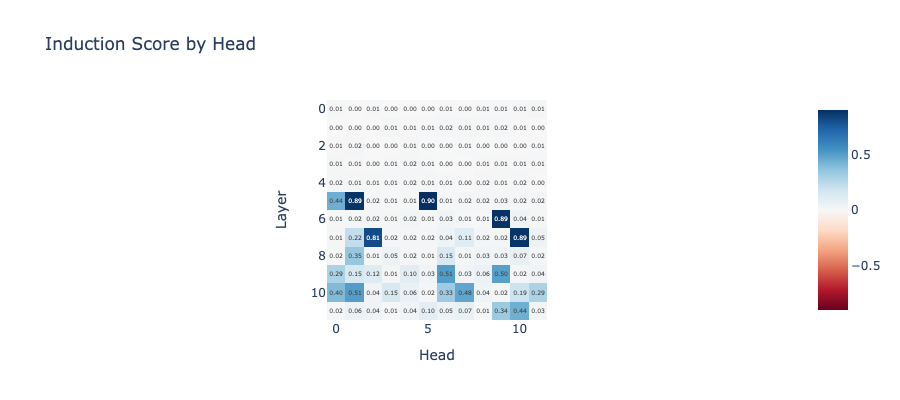 Induction Score by Head
0 0.01 0.00 0.01 0.00 0.00 0.00 0.01 0.00 0.01 0.01 0.01 0.01
0.00 0.00 0.00 0.01 0.01 0.01 0.02 0.01 0.01 0.02 0.01 0.00
2 0.01 0.02 0.00 0.00 0.01 0.00 0.00 0.01 0.00 0.00 0.01 0.00
0.01 0.01 0.02 0.01 0.02 0.01 0.01 0.00 0.01 0.00 0.01 0.01
4 0.02 0.01 0.01 0.02 0.01 0.01 0.00 0.01 0.02 0.01 0.02 0.00
0.44 0.89 0.02 0.02 0.01 0.90 0.01 0.02 0.02 0.03 0.02 0.02
6 0.01 0.02 0.02 0.01 0.02 0.01 0.03 0.01 0.01 0.89 0.04 0.01
0.01 0.22 0.81 0.02 0.02 0.02 0.04 0.11 0.02 0.02 0.89 0.05
8 0.02 0.35 0.01 0.05 0.02 0.01 0.15 0.01 0.03 0.03 0.07 0.02
0.29 0.15 0.12 0.01 0.10 0.03 0.51 0.03 0.06 0.50 0.02 0.04
10 0.40 0.51 0.04 0.15 0.06 0.02 0.33 0.48 0.04 0.02 0.19 0.29
0.02 0.06 0.04 0.01 0.04 0.10 0.05 0.07 0.01 0.34 0.44 0.03
0 5 10
Layer
Head
0.5
0
−0.5